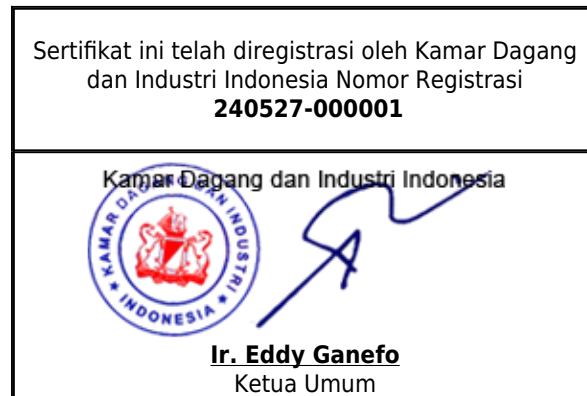 Sertifikat ini telah diregistrasi oleh Kamar Dagang
dan Industri Indonesia Nomor Registrasi
240527-000001
Kamar Dagang dan Industri Indonesia
KAMAR DAGANG DAN INDUSTRI
* INDONESIA *
Ir. Eddy Ganefo
Ketua Umum